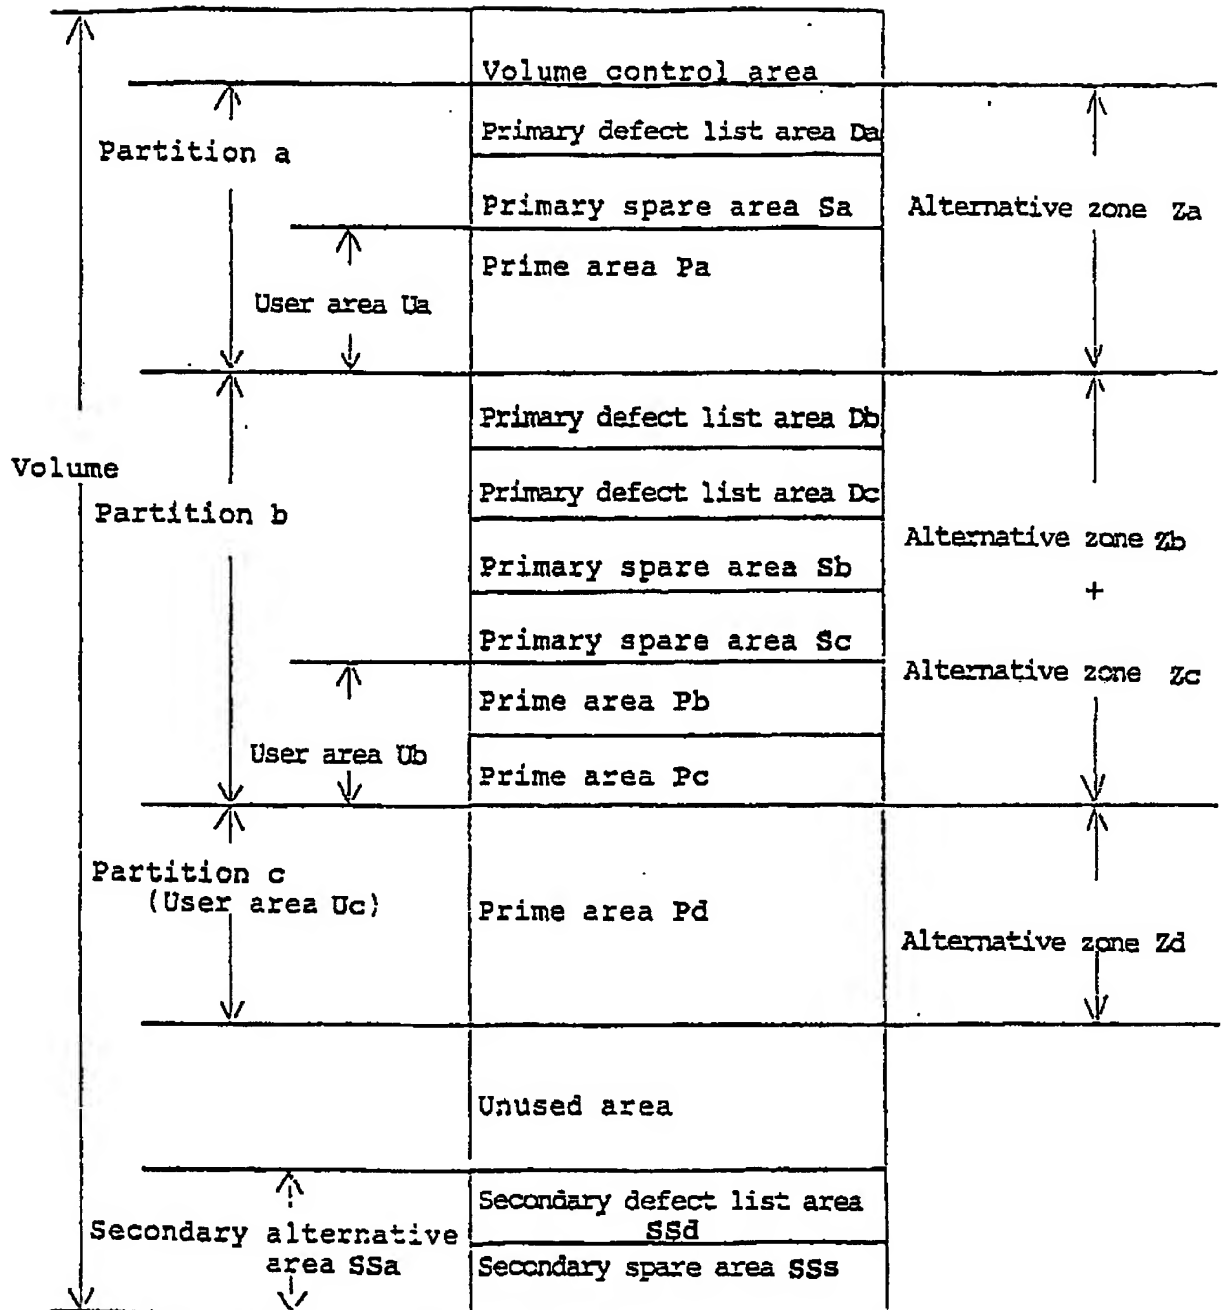 Volume control area
Primary defect list area Da
Partition a
Primary spare area Sa
Alternative zone Za
Prime area Pa
User area Ua
Primary defect list area Db
Volume
Primary defect list area Dc
Partition b
Alternative zone Zb
Primary spare area Sb
+
Primary spare area Sc
Alternative zone Zc
Prime area Pb
User area Ub
Prime area Pc
Partition c
(User area Uc)
Prime area Pd
Alternative zone Zd
Unused area
Secondary defect list area
SSd
Secondary alternative
area SSa
Secondary spare area SSs